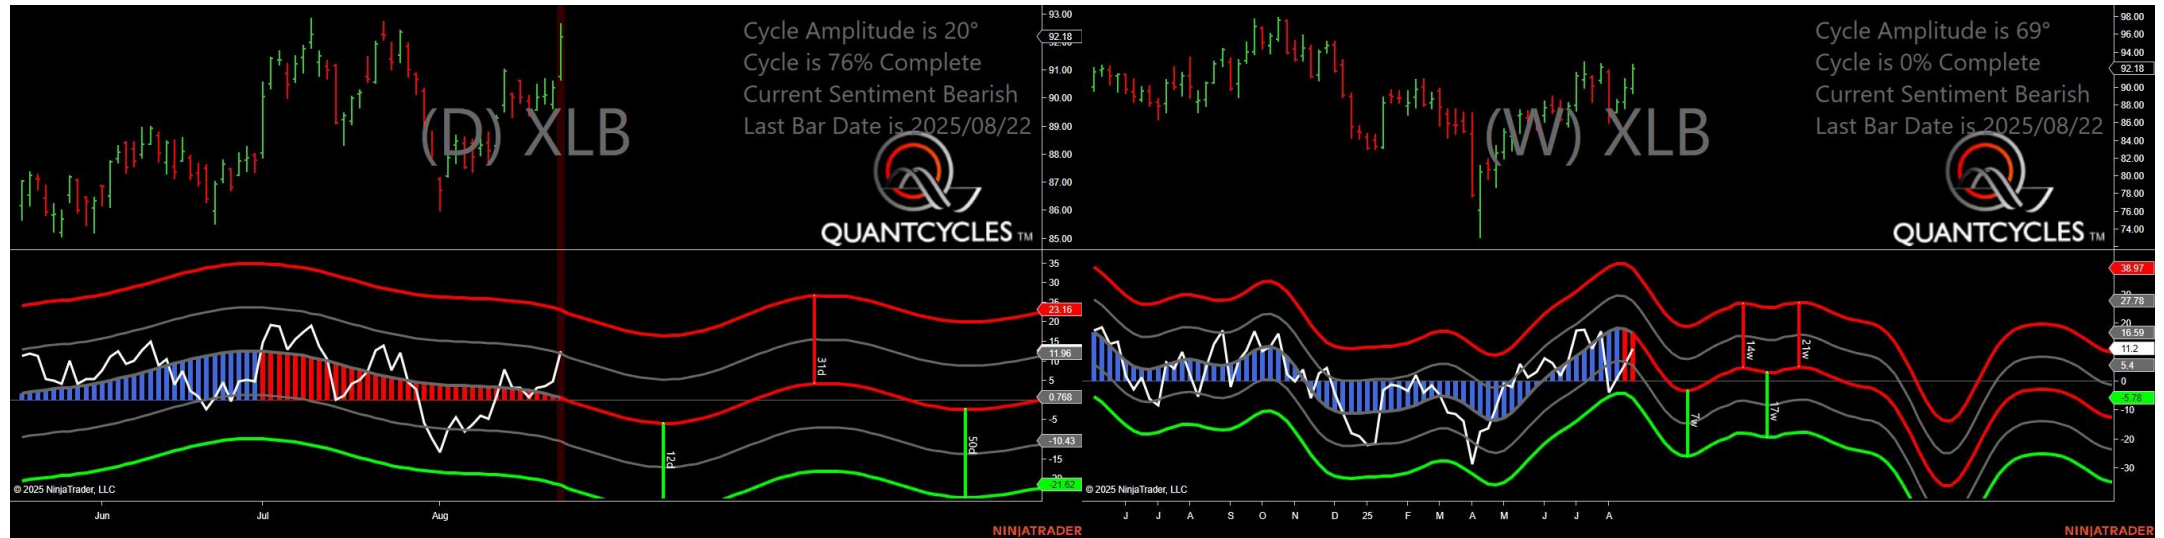 Cycle Amplitude is 20°
Cycle is 76% Complete
Current Sentiment Bearish
Last Bar Date is 2025/08/22
(D) XLB
QUANTCYCLES TM
93.00
92.18
91.00
90.00
89.00
88.00
87.00
86.00
85.00
35
30
23.16
20
15
11.96
5
0.768
-5
-10.43
-15
-21.62
31d
12d
50d
© 2025 NinjaTrader, LLC
Jun
Jul
Aug
NINJATRADER
Cycle Amplitude is 69°
Cycle is 0% Complete
Current Sentiment Bearish
Last Bar Date is 2025/08/22
(W) XLB
QUANTCYCLES TM
98.00
96.00
94.00
92.18
90.00
88.00
86.00
84.00
82.00
80.00
78.00
76.00
74.00
38.97
27.78
20
16.59
11.2
5.4
0
-5.78
-10
-20
-30
14w
21w
7w
17w
© 2025 NinjaTrader, LLC
J
J
A
S
O
N
D
25
F
M
A
M
J
J
A
NINJATRADER